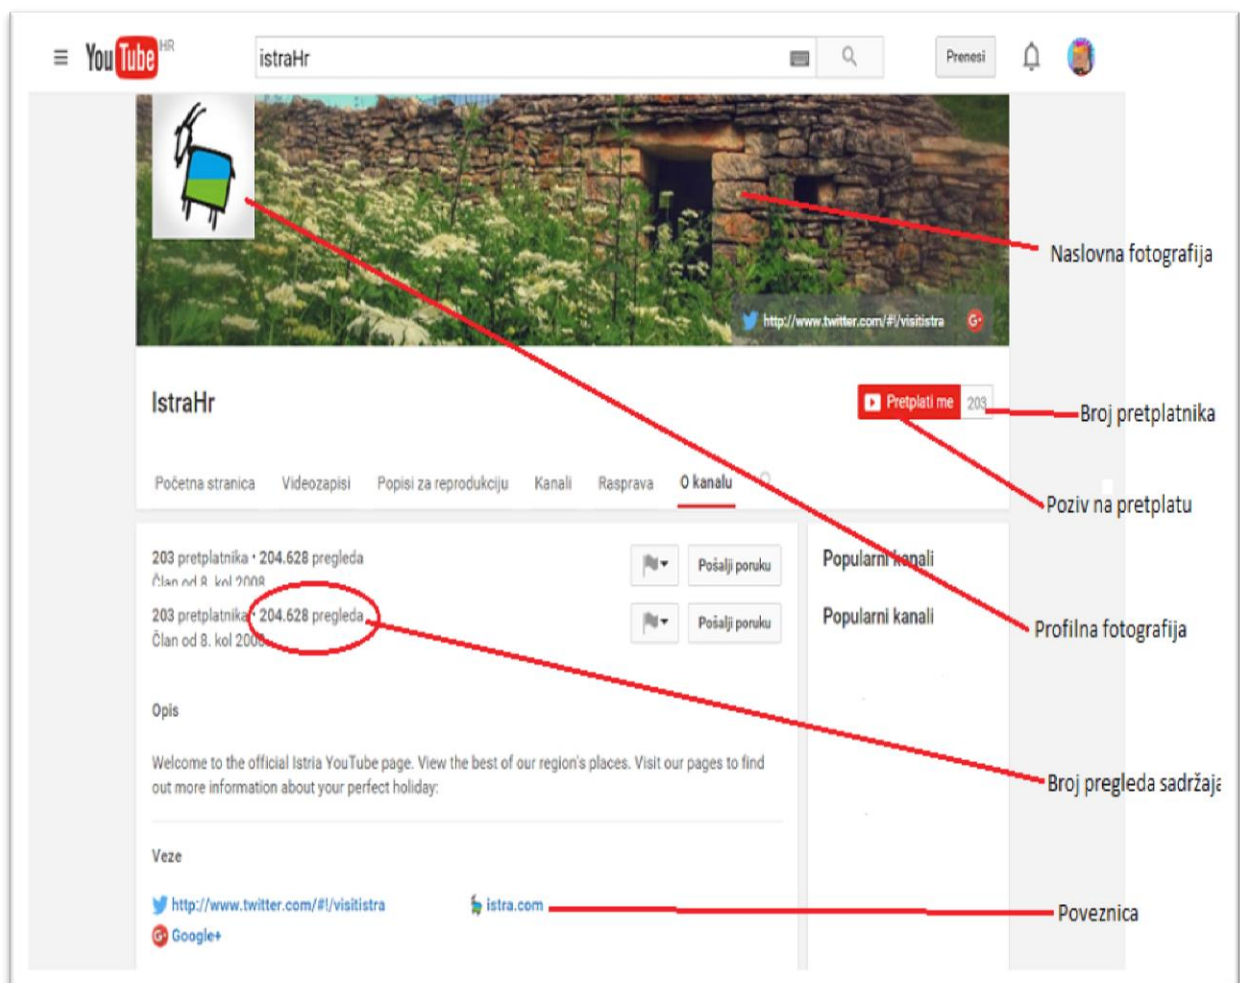 YouTube HR
istraHr
Prenesi
Naslovna fotografija
http://www.twitter.com/#!/visitistra
IstraHr
Pretplati me 203
Broj pretplatnika
Početna stranica Videozapisi Popisi za reprodukciju Kanali Rasprava O kanalu
Poziv na pretplatu
203 pretplatnika • 204.628 pregleda
Pošalji poruku
Popularni kanali
Član od 8. kol 2008
203 pretplatnika • 204.628 pregleda
Pošalji poruku
Popularni kanali
Član od 8. kol 2008
Profilna fotografija
Opis
Welcome to the official Istria YouTube page. View the best of our region's places. Visit our pages to find
out more information about your perfect holiday:
Broj pregleda sadržaja
Veze
http://www.twitter.com/#!/visitistra
istra.com
Poveznica
Google+